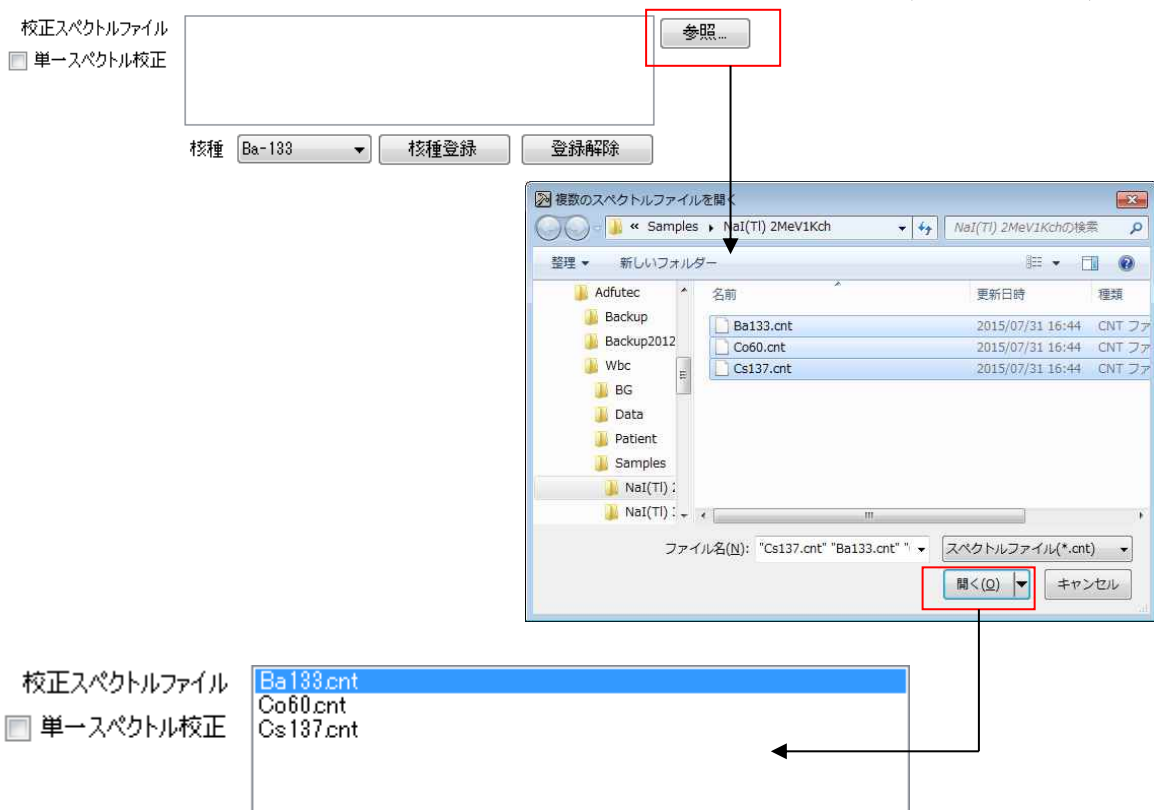 校正スペクトルファイル
参照...
単一スペクトル校正
核種 Ba-133 核種登録 登録解除
複数のスペクトルファイルを開く
« Samples NaI(Tl) 2MeV1Kch NaI(Tl) 2MeV1Kchの検索
整理 新しいフォルダー
Adfutec 名前 更新日時 種類
Backup Ba133.cnt 2015/07/31 16:44 CNT ファ
Backup2012 Co60.cnt 2015/07/31 16:44 CNT ファ
Wbc Cs137.cnt 2015/07/31 16:44 CNT ファ
BG
Data
Patient
Samples
NaI(Tl) 2
NaI(Tl)
ファイル名(N): "Cs137.cnt" "Ba133.cnt" " スペクトルファイル(*.cnt)
開く(O) キャンセル
校正スペクトルファイル Ba133.cnt
Co60.cnt
単一スペクトル校正 Cs137.cnt